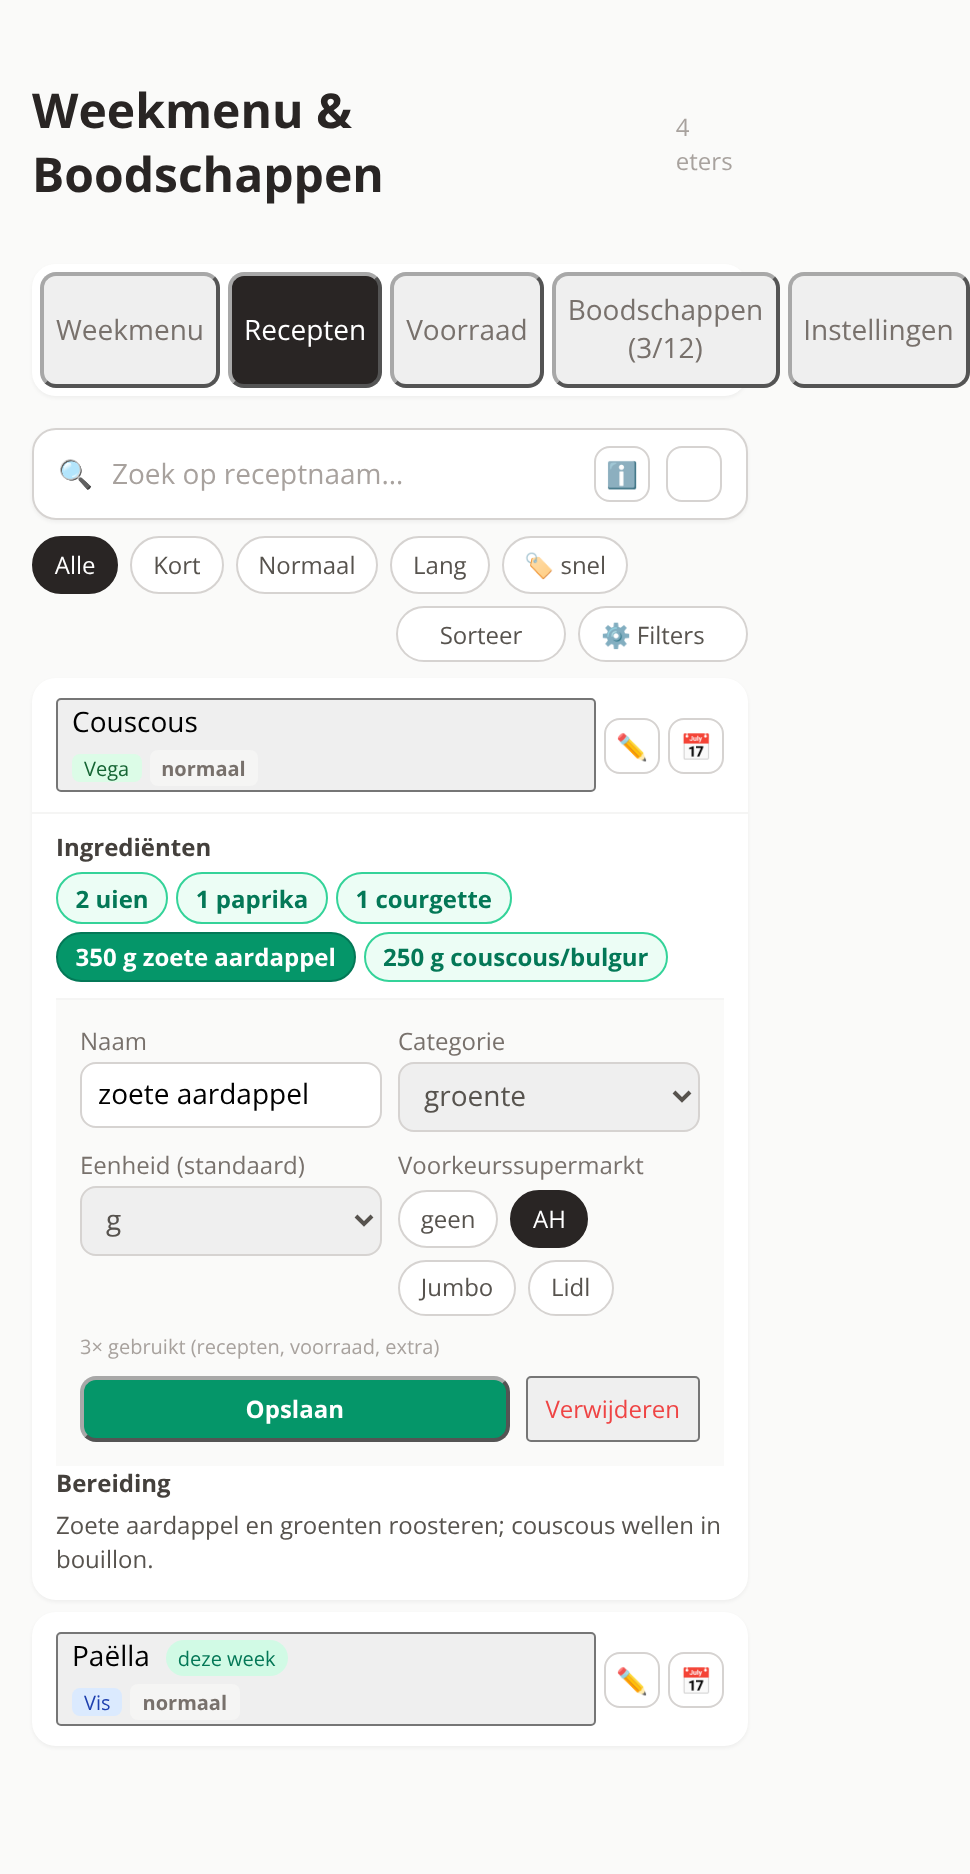 Weekmenu &
Boodschappen
4
eters
Weekmenu
Recepten
Voorraad
Boodschappen
(3/12)
Instellingen
Zoek op receptnaam...
Alle
Kort
Normaal
Lang
snel
Sorteer
Filters
Couscous
Vega
normaal
Ingrediënten
2 uien
1 paprika
1 courgette
350 g zoete aardappel
250 g couscous/bulgur
Naam
Categorie
zoete aardappel
groente
Eenheid (standaard)
Voorkeurssupermarkt
g
geen
AH
Jumbo
Lidl
3× gebruikt (recepten, voorraad, extra)
Opslaan
Verwijderen
Bereiding
Zoete aardappel en groenten roosteren; couscous wellen in
bouillon.
Paëlla
deze week
Vis
normaal